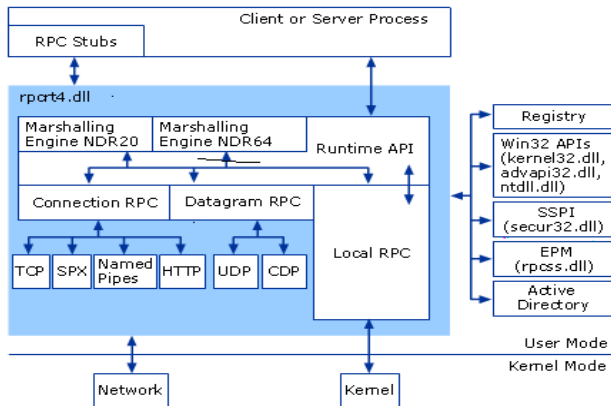 Client or Server Process
RPC Stubs
rpcrt4.dll
Marshalling
Engine NDR20
Marshalling
Engine NDR64
Runtime API
Connection RPC
Datagram RPC
Local RPC
TCP
SPX
Named
Pipes
HTTP
UDP
CDP
Registry
Win32 APIs
(kernel32.dll,
advapi32.dll,
ntdll.dll)
SSPI
(secur32.dll)
EPM
(rpcss.dll)
Active
Directory
User Mode
Kernel Mode
Network
Kernel